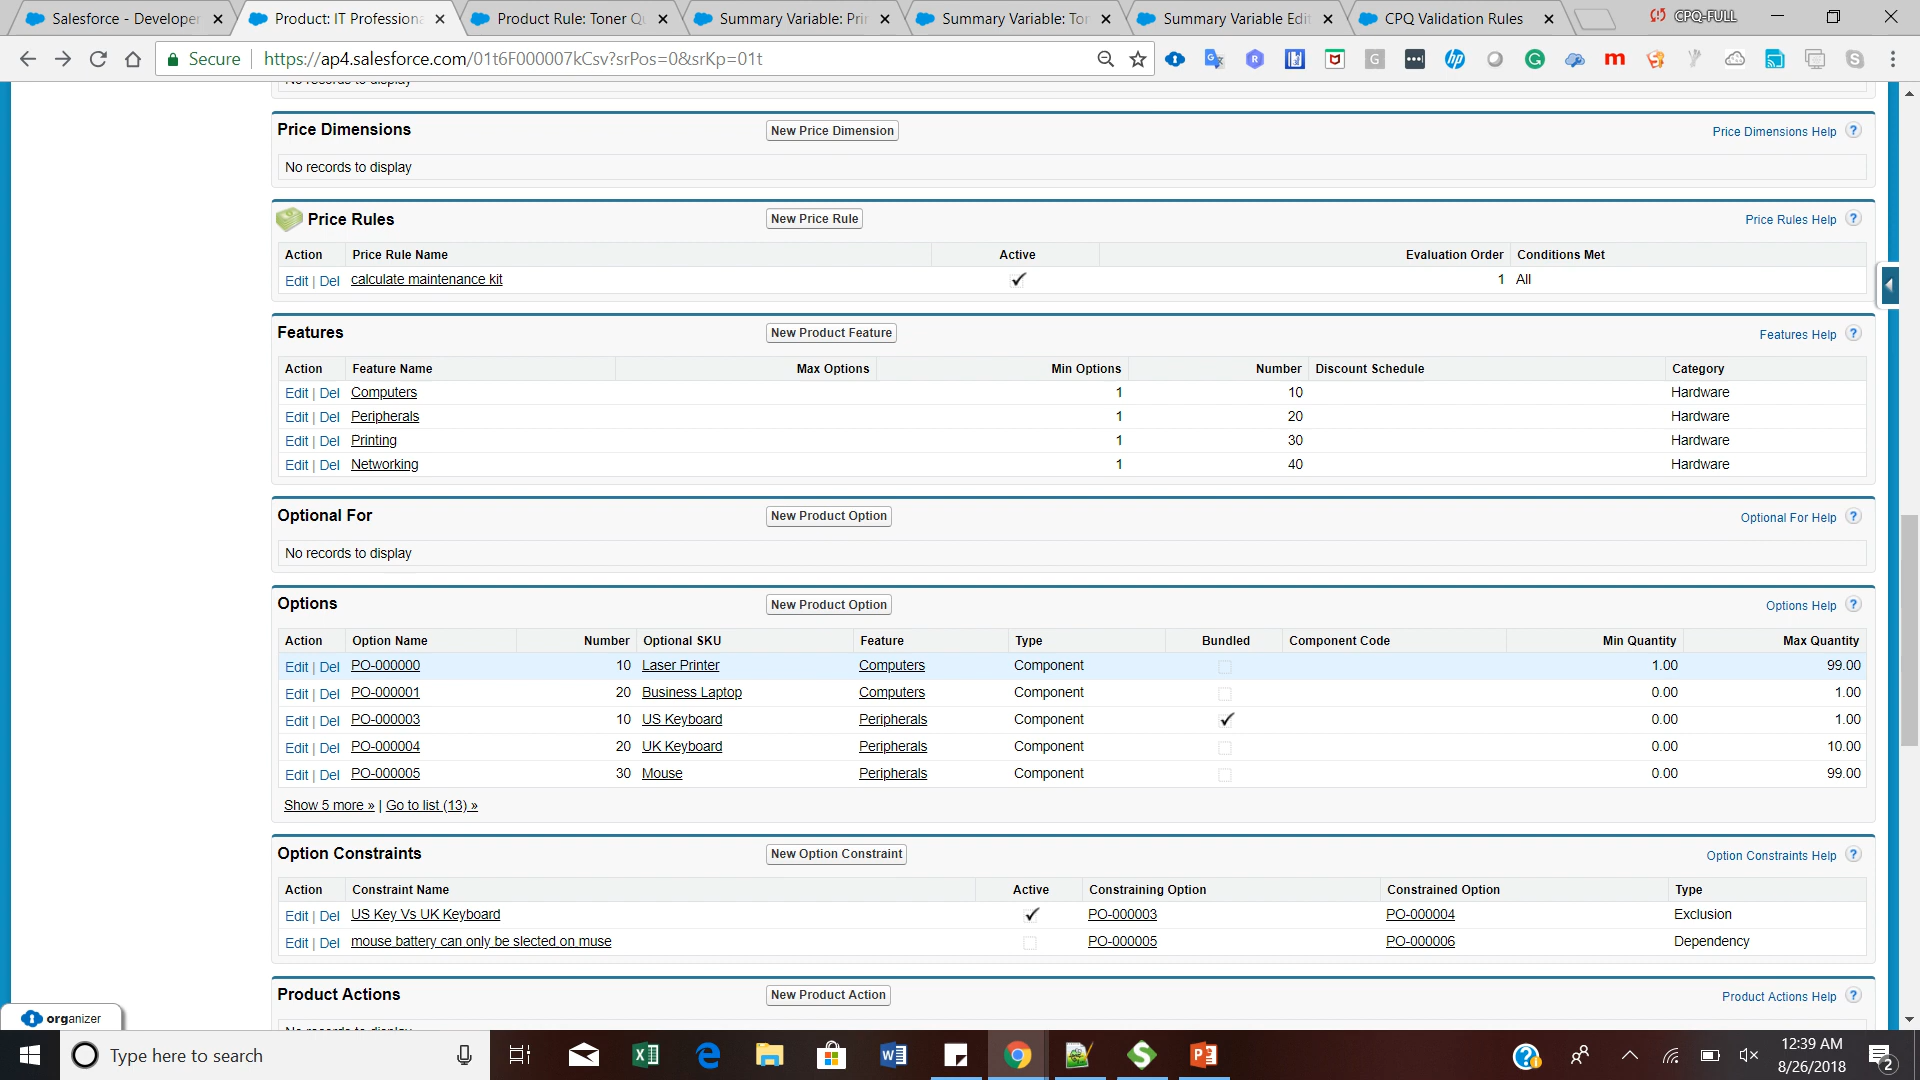 Salesforce - Developer
Product: IT Professiona
Product Rule: Toner Qu
Summary Variable: Prin
Summary Variable: Ton
Summary Variable Edit
CPQ Validation Rules
CPQ-FULL
Secure
https://ap4.salesforce.com/01t6F000007kCsv?srPos=0&srKp=01t
No records to display
Price Dimensions
New Price Dimension
Price Dimensions Help ?
No records to display
Price Rules
New Price Rule
Price Rules Help ?
Action Price Rule Name Active Evaluation Order Conditions Met
Edit | Del calculate maintenance kit 1 All
Features
New Product Feature
Features Help ?
Action Feature Name Max Options Min Options Number Discount Schedule Category
Edit | Del Computers 1 10 Hardware
Edit | Del Peripherals 1 20 Hardware
Edit | Del Printing 1 30 Hardware
Edit | Del Networking 1 40 Hardware
Optional For
New Product Option
Optional For Help ?
No records to display
Options
New Product Option
Options Help ?
Action Option Name Number Optional SKU Feature Type Bundled Component Code Min Quantity Max Quantity
Edit | Del PO-000000 10 Laser Printer Computers Component 1.00 99.00
Edit | Del PO-000001 20 Business Laptop Computers Component 0.00 1.00
Edit | Del PO-000003 10 US Keyboard Peripherals Component 0.00 1.00
Edit | Del PO-000004 20 UK Keyboard Peripherals Component 0.00 10.00
Edit | Del PO-000005 30 Mouse Peripherals Component 0.00 99.00
Show 5 more » | Go to list (13) »
Option Constraints
New Option Constraint
Option Constraints Help ?
Action Constraint Name Active Constraining Option Constrained Option Type
Edit | Del US Key Vs UK Keyboard PO-000003 PO-000004 Exclusion
Edit | Del mouse battery can only be slected on muse PO-000005 PO-000006 Dependency
Product Actions
New Product Action
Product Actions Help ?
organizer
Type here to search
12:39 AM
8/26/2018
2